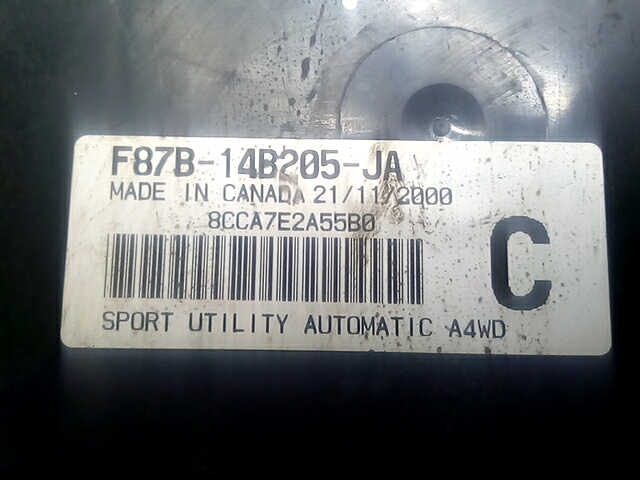 F87B-14B205-JA
MADE IN CANADA 21/11/2000
8CCA7E2A55B0
C
SPORT UTILITY AUTOMATIC A4WD